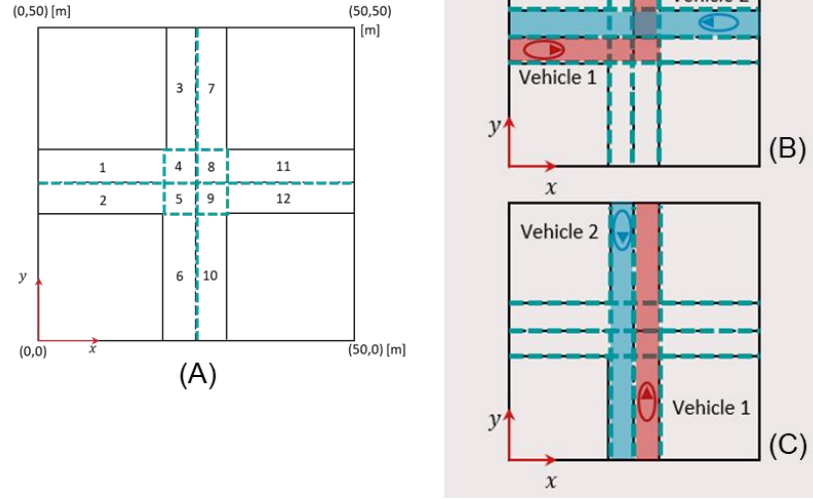 (0,50) [m]
(50,50)
[m]
3
7
1
4
8
11
2
5
9
12
6
10
y
x
(0,0)
(50,0) [m]
(A)
Vehicle 1
y
x
(B)
Vehicle 2
Vehicle 1
y
x
(C)